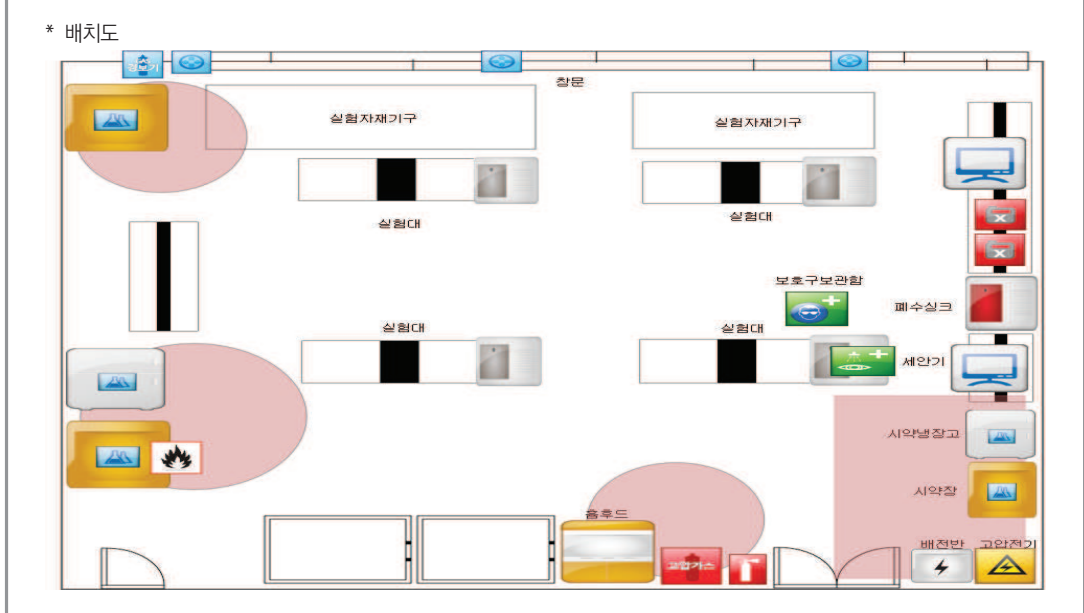 * 배치도
경보기
창문
실험자재기구
실험자재기구
실험대
실험대
보호구보관함
폐수싱크
실험대
실험대
세안기
시약냉장고
시약장
흄후드
배전반
고압전기
고압가스